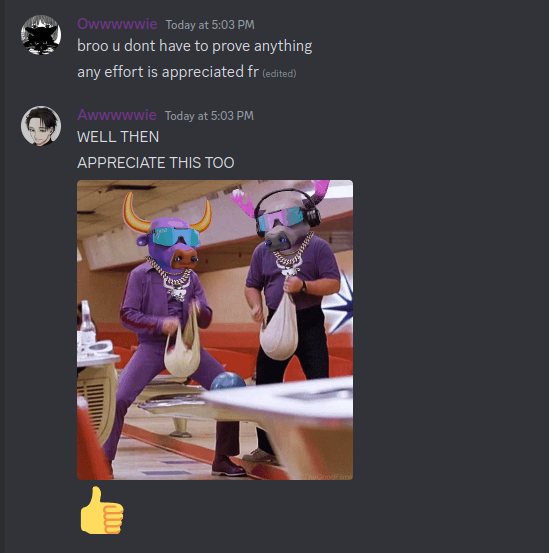 Owwwwwie Today at 5:03 PM
broo u dont have to prove anything
any effort is appreciated fr (edited)
Awwwwwie Today at 5:03 PM
WELL THEN
APPRECIATE THIS TOO